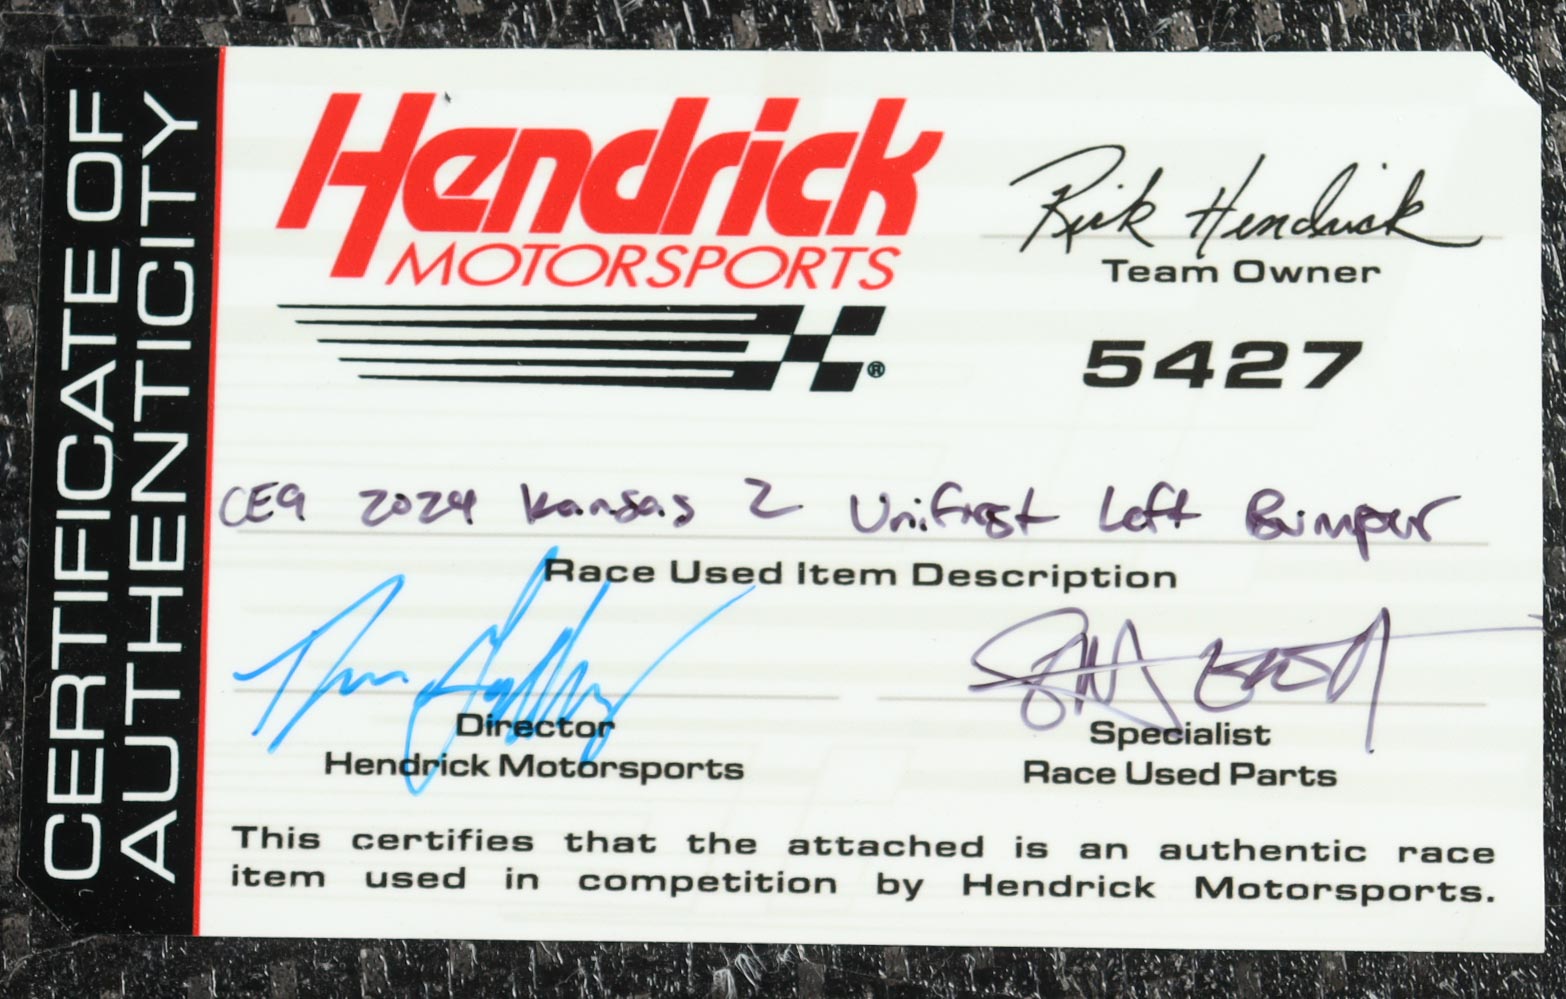 CERTIFICATE OF
AUTHENTICITY
Hendrick
MOTORSPORTS
®
Rick Hendrick
Team Owner
5427
CE9 2024 Kansas 2 Unifirst Left Bumper
Race Used Item Description
Director
Hendrick Motorsports
Specialist
Race Used Parts
This certifies that the attached is an authentic race
item used in competition by Hendrick Motorsports.